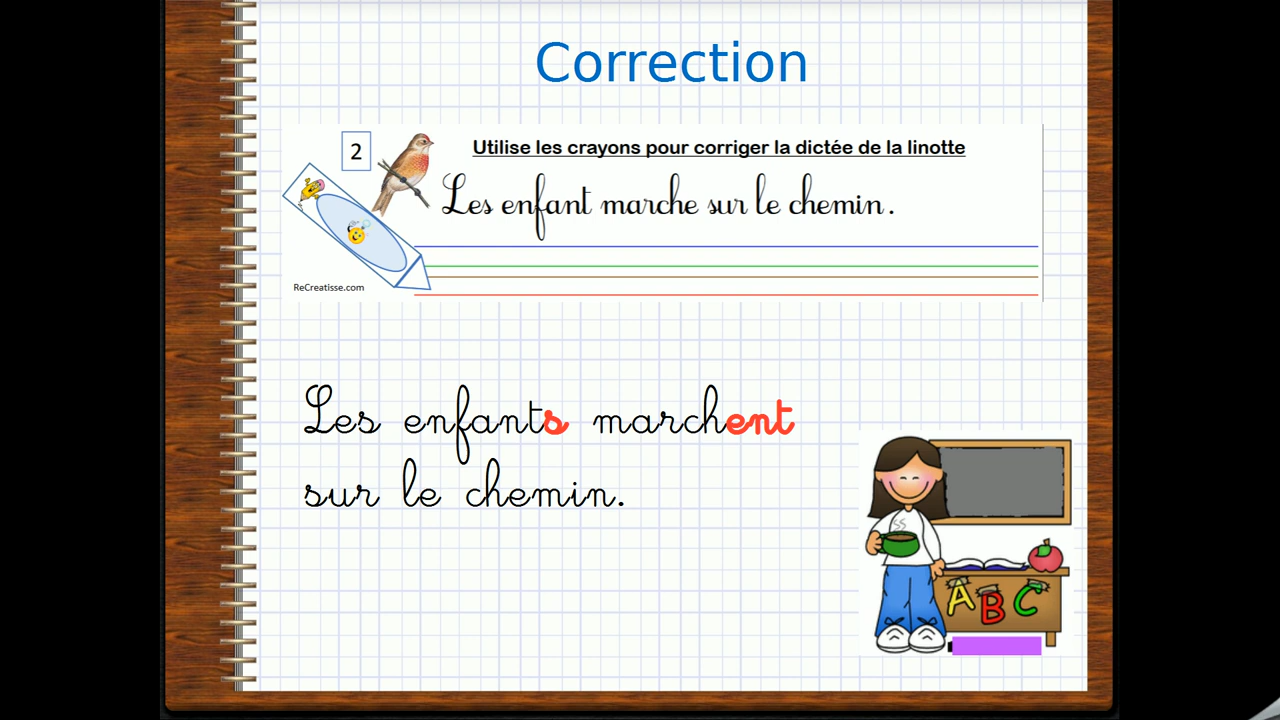 Correction
2
Utilise les crayons pour corriger la dictée de la linotte
Les enfant marche sur le chemin.
ReCreatisse.com
Les enfants marchent
sur le chemin.
A B C